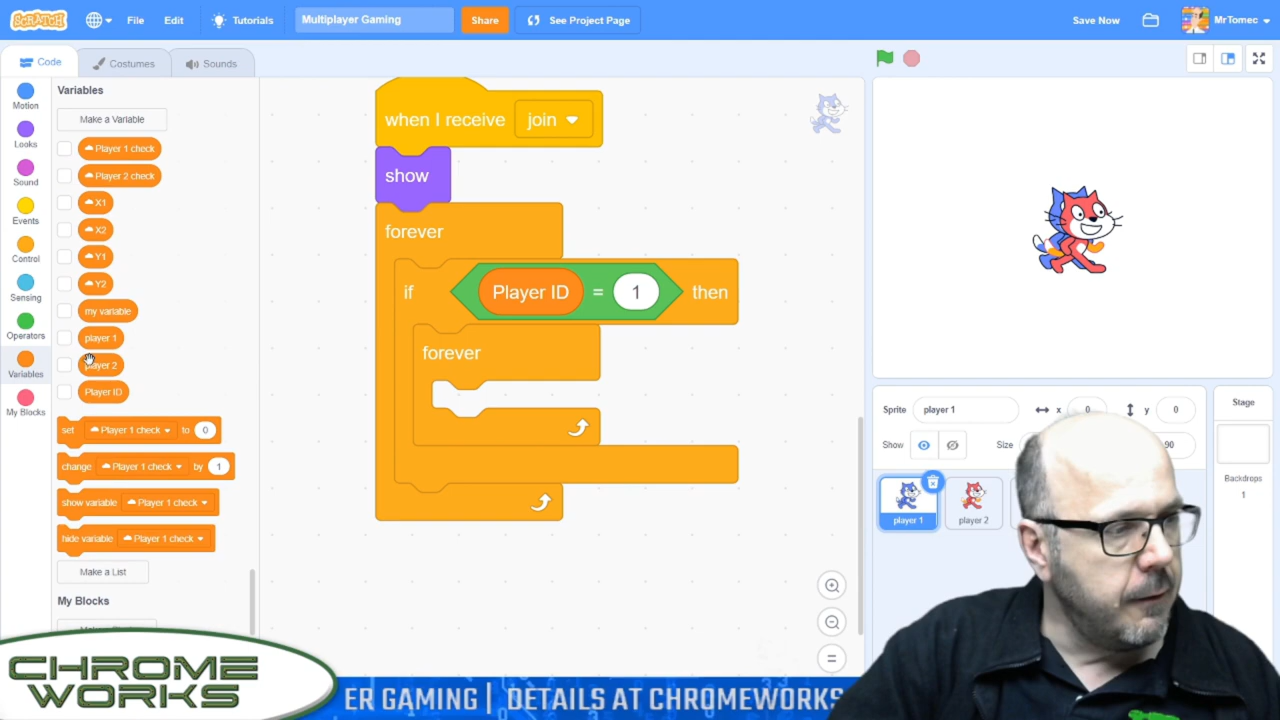 SCRATCH
File
Edit
Tutorials
Multiplayer Gaming
Share
See Project Page
Save Now
MrTomec
Code
Costumes
Sounds
Motion
Looks
Sound
Events
Control
Sensing
Operators
Variables
My Blocks
Variables
Make a Variable
Player 1 check
Player 2 check
X1
X2
Y1
Y2
my variable
player 1
player 2
Player ID
set Player 1 check to 0
change Player 1 check by 1
show variable Player 1 check
hide variable Player 1 check
Make a List
My Blocks
when I receive join
show
forever
if Player ID = 1 then
forever
Sprite player 1 x 0 y 0
Show Size 90
player 1
player 2
Stage
Backdrops
1
CHROME
WORKS
ER GAMING | DETAILS AT CHROMEWORKS